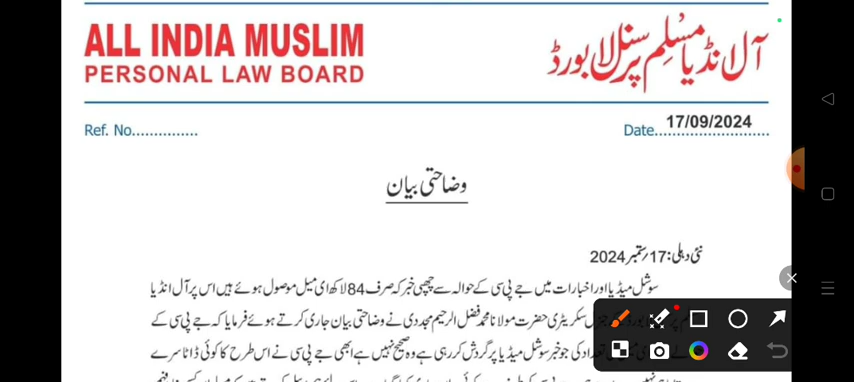 ALL INDIA MUSLIM آل انڈیا مسلم پرسنل لا بورڈ
PERSONAL LAW BOARD
Ref. No............... Date........................... 17/09/2024
وضاحتی بیان
نئی دہلی: 17؍ستمبر 2024
سوشل میڈیا اور اخبارات میں جے پی سی کے حوالہ سے چھپی خبر کہ صرف 84 لاکھ ای میل موصول ہوئے ہیں اس پر آل انڈیا
سکریٹری حضرت مولانا محمد فضل الرحیم مجددی نے وضاحتی بیان جاری کرتے ہوئے فرمایا کہ جے پی سی کے
تعداد کی جو خبر سوشل میڈیا پر گردش کر رہی ہے وہ صحیح نہیں ہے ابھی جے پی سی نے اس طرح کا کوئی ڈاٹا سرے